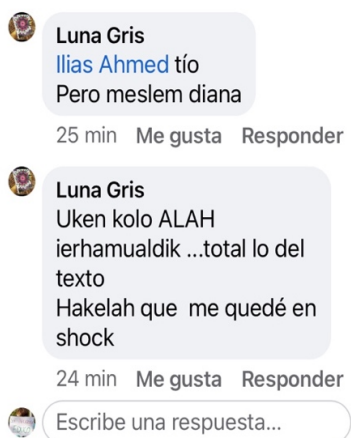 Luna Gris
Ilias Ahmed tío
Pero meslem diana
25 min Me gusta Responder
Luna Gris
Uken kolo ALAH
ierhamualdik ...total lo del
texto
Hakelah que me quedé en
shock
24 min Me gusta Responder
Escribe una respuesta...